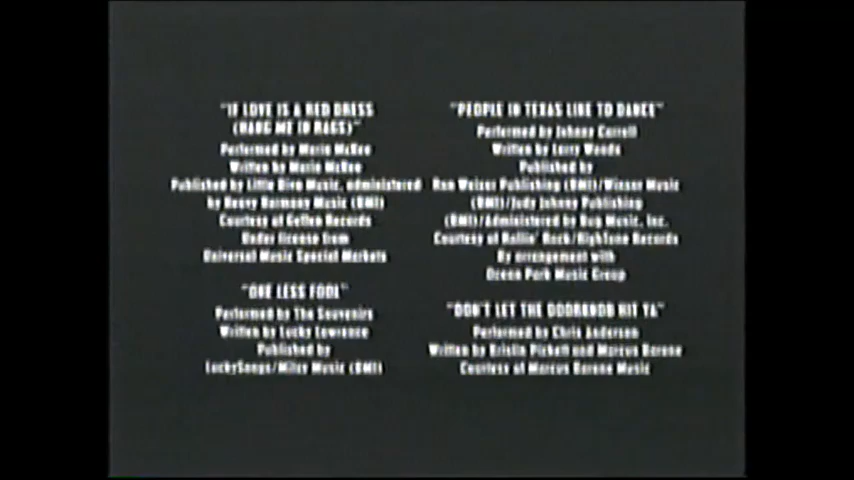 "IF LOVE IS A RED DRESS
(HANG ME IN RAGS)"
Performed by Maria McKee
Written by Maria McKee
Published by Little Diva Music, administered
by Heavy Harmony Music (BMI)
Courtesy of Geffen Records
Under license from
Universal Music Special Markets
"ONE LESS FOOL"
Performed by The Souvenirs
Written by Lucky Lawrence
Published by
LuckySongs/Miler Music (BMI)
"PEOPLE IN TEXAS LIKE TO DANCE"
Performed by Johnny Carroll
Written by Larry Woods
Published by
Ron Weiser Publishing (BMI)/Wiener Music
(BMI)/Judy Johnny Publishing
(BMI)/Administered by Bug Music, Inc.
Courtesy of Rollin' Rock/HighTone Records
By arrangement with
Ocean Park Music Group
"DON'T LET THE DOORKNOB HIT YA"
Performed by Chris Anderson
Written by Kristin Pickell and Marcus Barone
Courtesy of Marcus Barone Music